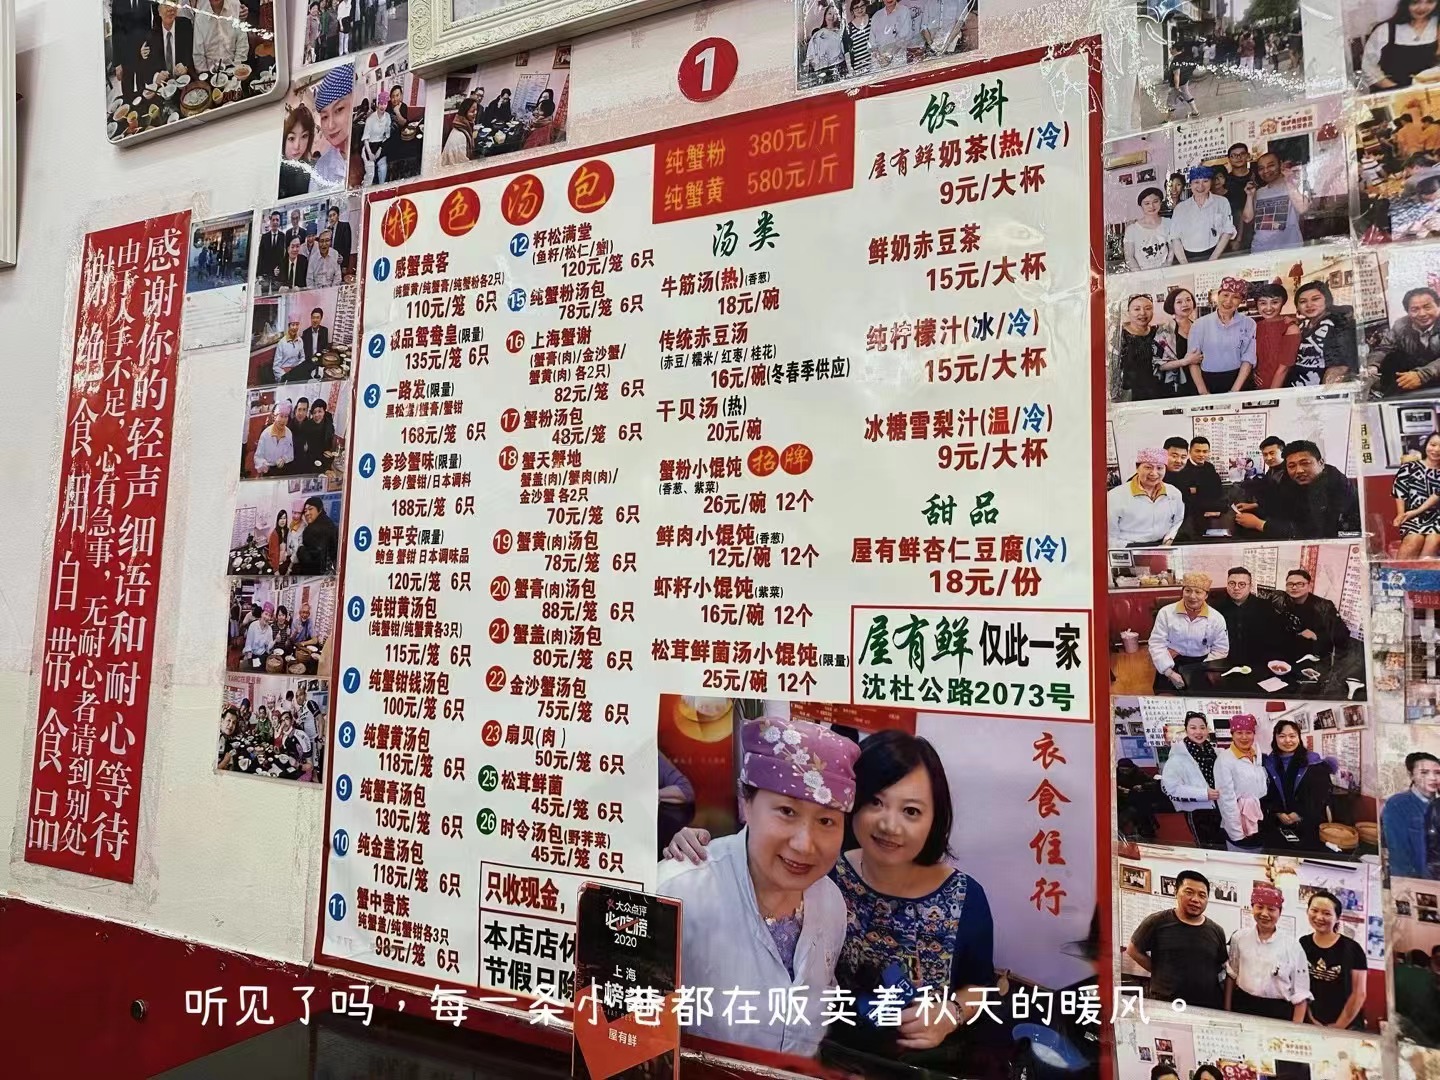 1
感谢你的轻声细语和耐心等待
由于人手不足，心有急事，无耐心者请到别处
谢绝食用自带食品
特色汤包
1 感蟹贵客
(纯蟹黄/纯蟹膏/纯蟹粉各2只)
110元/笼 6只
2 极品鸳鸯皇(限量)
135元/笼 6只
3 一路发(限量)
黑松露/蟹膏/蟹钳
168元/笼 6只
4 参珍蟹味(限量)
海参/蟹钳/日本调料
188元/笼 6只
5 鲍平安(限量)
鲍鱼 蟹钳 日本调味品
120元/笼 6只
6 纯钳黄汤包
(纯蟹钳/纯蟹黄各3只)
115元/笼 6只
7 纯蟹钳线汤包
100元/笼 6只
8 纯蟹黄汤包
118元/笼 6只
9 纯蟹膏汤包
130元/笼 6只
10 纯金盖汤包
118元/笼 6只
11 蟹中贵族
纯蟹盖/纯蟹钳各3只
98元/笼 6只
12 籽松满堂
(鱼籽/松仁/蝌)
120元/笼 6只
15 纯蟹粉汤包
78元/笼 6只
16 上海蟹谢
(蟹膏(肉)/金沙蟹/
蟹黄(肉) 各2只)
82元/笼 6只
17 蟹粉汤包
48元/笼 6只
18 蟹天蟹地
蟹盖(肉)/蟹肉(肉)/
金沙蟹 各2只
70元/笼 6只
19 蟹黄(肉)汤包
78元/笼 6只
20 蟹膏(肉)汤包
88元/笼 6只
21 蟹盖(肉)汤包
80元/笼 6只
22 金沙蟹汤包
75元/笼 6只
23 扇贝(肉)
50元/笼 6只
25 松茸鲜菌
45元/笼 6只
26 时令汤包(野荠菜)
45元/笼 6只
只收现金，
本店店休
节假日除
纯蟹粉 380元/斤
纯蟹黄 580元/斤
汤类
牛筋汤(热)(香葱)
18元/碗
传统赤豆汤
(赤豆/糯米/红枣/桂花)
16元/碗(冬春季供应)
干贝汤(热)
20元/碗
蟹粉小馄饨 招牌
(香葱、紫菜)
26元/碗 12个
鲜肉小馄饨(香葱)
12元/碗 12个
虾籽小馄饨(紫菜)
16元/碗 12个
松茸鲜菌汤小馄饨(限量)
25元/碗 12个
饮料
屋有鲜奶茶(热/冷)
9元/大杯
鲜奶赤豆茶
15元/大杯
纯柠檬汁(冰/冷)
15元/大杯
冰糖雪梨汁(温/冷)
9元/大杯
甜品
屋有鲜杏仁豆腐(冷)
18元/份
屋有鲜 仅此一家
沈杜公路2073号
衣食住行
大众点评
必吃榜
2020
上海
屋有鲜
听见了吗，每一条小巷都在贩卖着秋天的暖风。